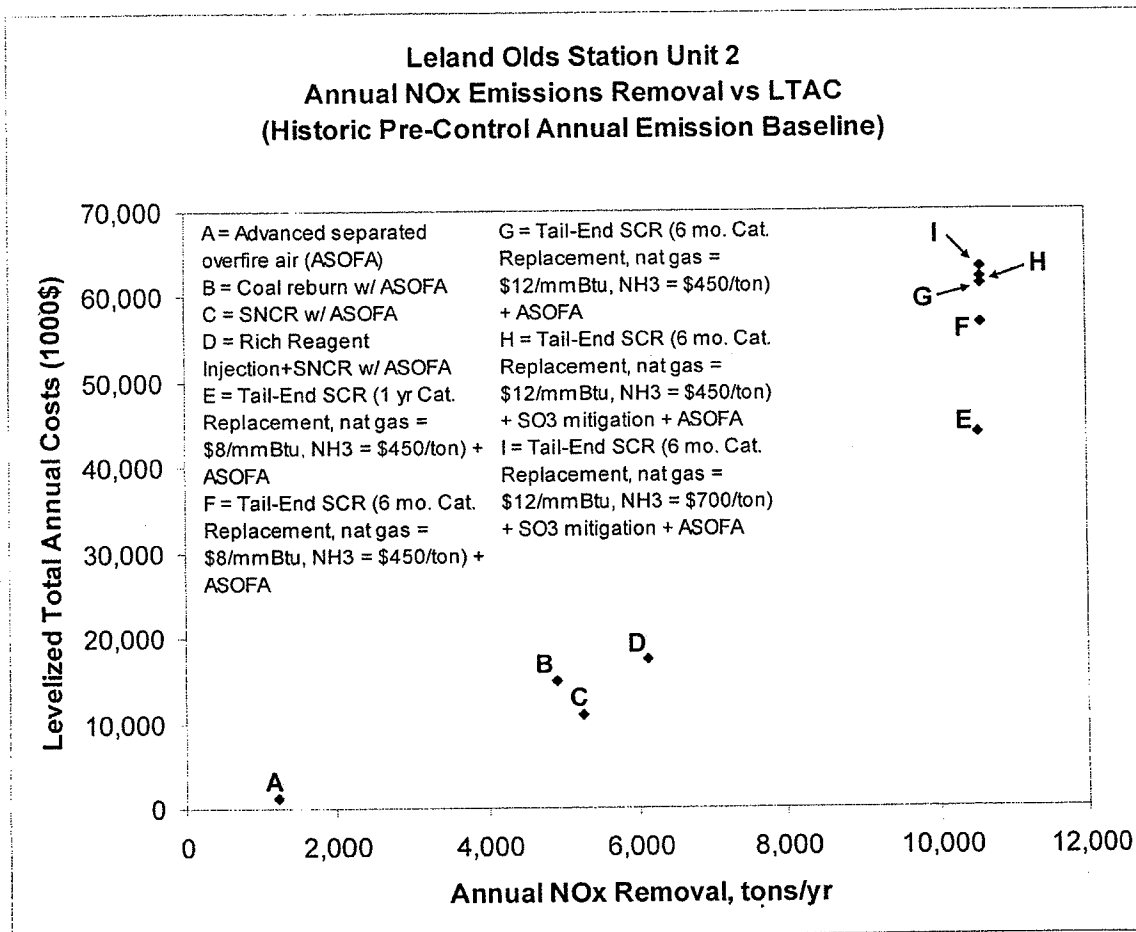 Leland Olds Station Unit 2
Annual NOx Emissions Removal vs LTAC
(Historic Pre-Control Annual Emission Baseline)
Levelized Total Annual Costs (1000$)
70,000
60,000
50,000
40,000
30,000
20,000
10,000
0
A = Advanced separated
overfire air (ASOFA)
B = Coal reburn w/ ASOFA
C = SNCR w/ ASOFA
D = Rich Reagent
Injection+SNCR w/ ASOFA
E = Tail-End SCR (1 yr Cat.
Replacement, nat gas =
$8/mmBtu, NH3 = $450/ton) +
ASOFA
F = Tail-End SCR (6 mo. Cat.
Replacement, nat gas =
$8/mmBtu, NH3 = $450/ton) +
ASOFA
G = Tail-End SCR (6 mo. Cat.
Replacement, nat gas =
$12/mmBtu, NH3 = $450/ton)
+ ASOFA
H = Tail-End SCR (6 mo. Cat.
Replacement, nat gas =
$12/mmBtu, NH3 = $450/ton)
+ SO3 mitigation + ASOFA
I = Tail-End SCR (6 mo. Cat.
Replacement, nat gas =
$12/mmBtu, NH3 = $700/ton)
+ SO3 mitigation + ASOFA
I
H
G
F
E
D
B
C
A
0
2,000
4,000
6,000
8,000
10,000
12,000
Annual NOx Removal, tons/yr